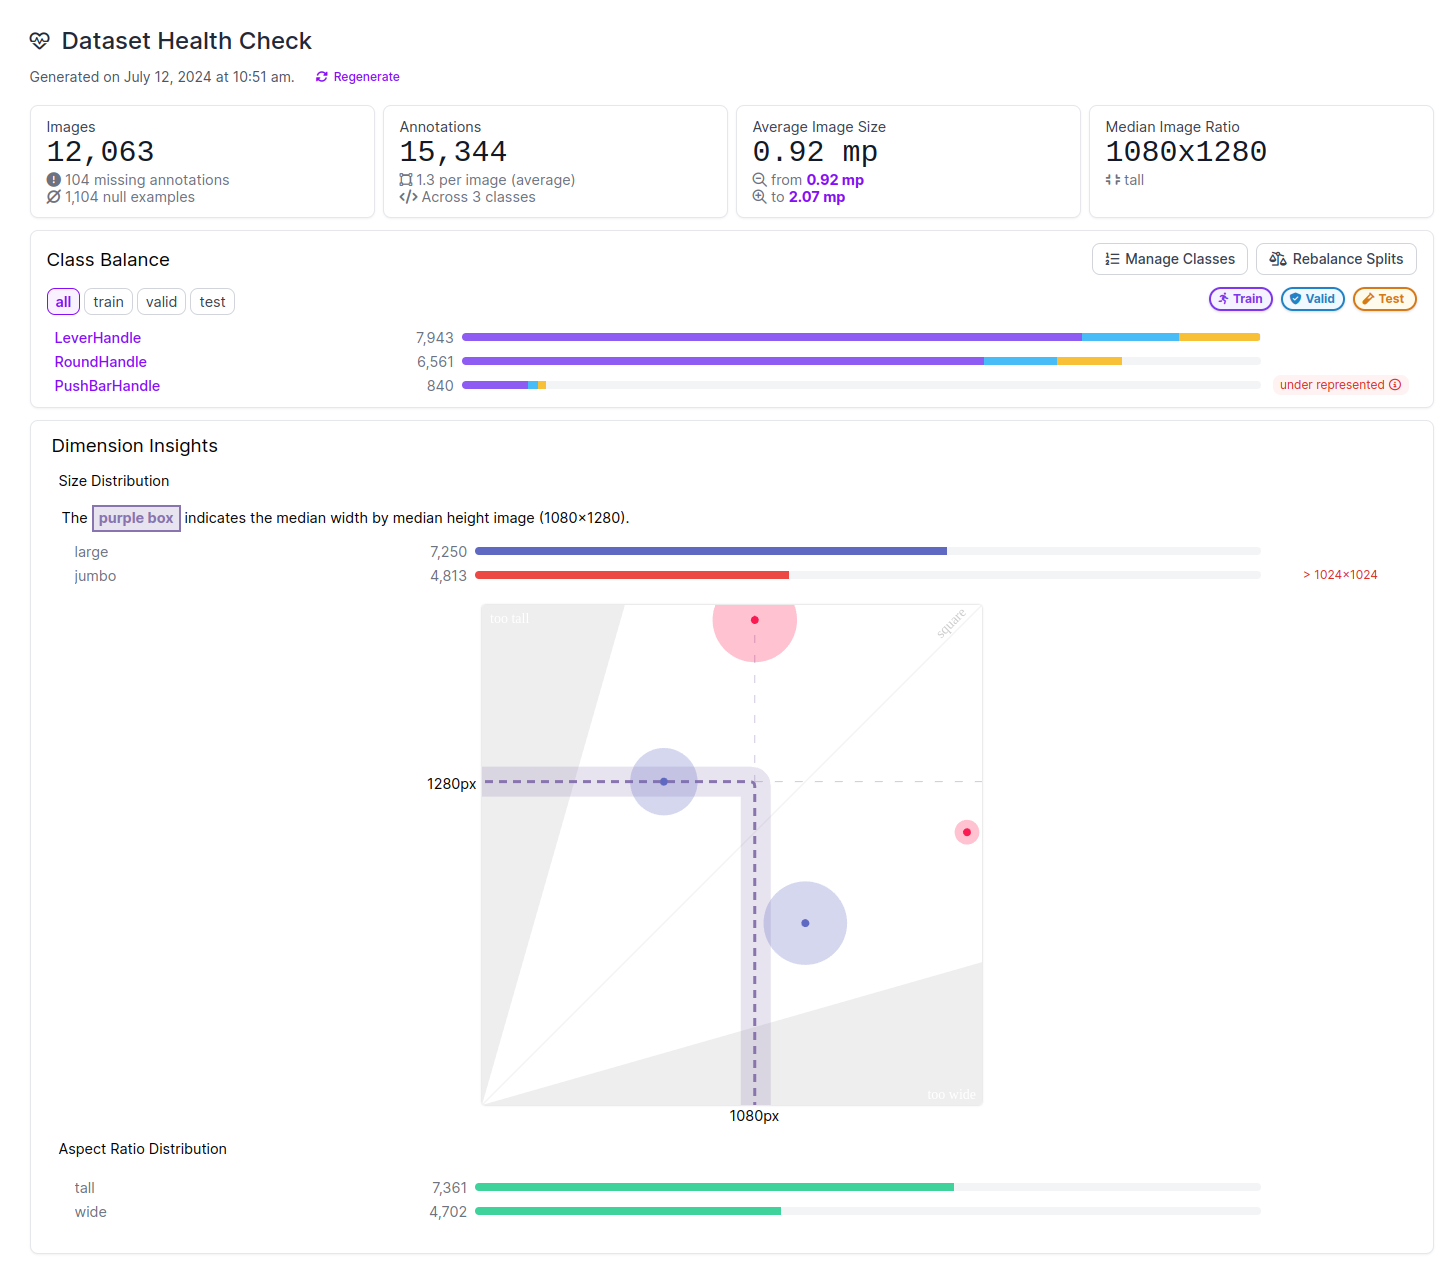 Dataset Health Check
Generated on July 12, 2024 at 10:51 am. Regenerate
Images
12,063
104 missing annotations
1,104 null examples
Annotations
15,344
1.3 per image (average)
Across 3 classes
Average Image Size
0.92 mp
from 0.92 mp
to 2.07 mp
Median Image Ratio
1080x1280
tall
Class Balance
Manage Classes
Rebalance Splits
all train valid test
Train Valid Test
LeverHandle 7,943
RoundHandle 6,561
PushBarHandle 840 under represented
Dimension Insights
Size Distribution
The purple box indicates the median width by median height image (1080×1280).
large 7,250
jumbo 4,813 > 1024×1024
too tall
square
1280px
too wide
1080px
Aspect Ratio Distribution
tall 7,361
wide 4,702